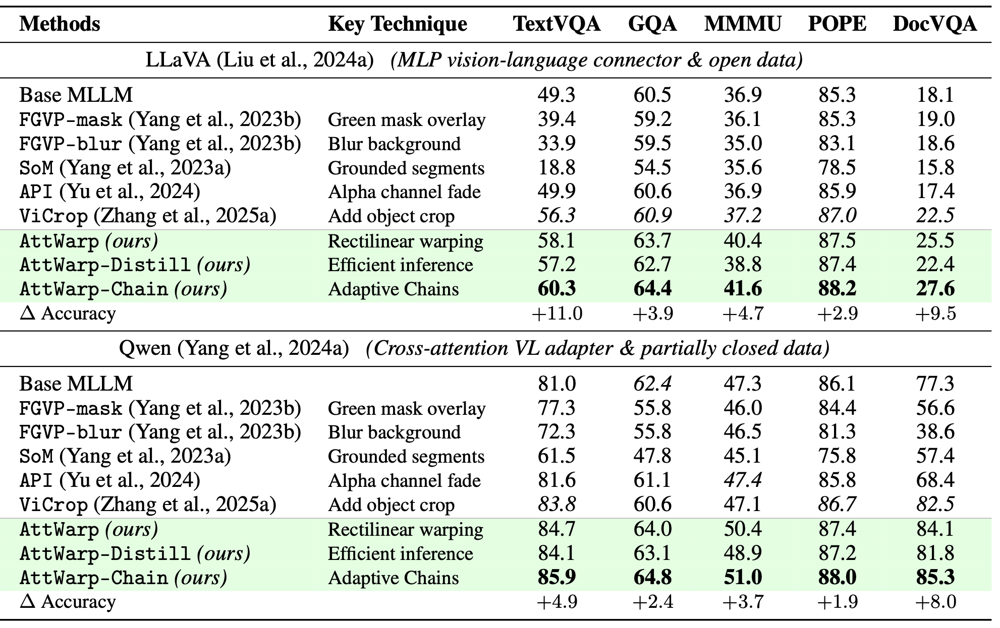 Methods Key Technique TextVQA GQA MMMU POPE DocVQA
LLaVA (Liu et al., 2024a) (MLP vision-language connector & open data)
Base MLLM 49.3 60.5 36.9 85.3 18.1
FGVP-mask (Yang et al., 2023b) Green mask overlay 39.4 59.2 36.1 85.3 19.0
FGVP-blur (Yang et al., 2023b) Blur background 33.9 59.5 35.0 83.1 18.6
SoM (Yang et al., 2023a) Grounded segments 18.8 54.5 35.6 78.5 15.8
API (Yu et al., 2024) Alpha channel fade 49.9 60.6 36.9 85.9 17.4
ViCrop (Zhang et al., 2025a) Add object crop 56.3 60.9 37.2 87.0 22.5
AttWarp (ours) Rectilinear warping 58.1 63.7 40.4 87.5 25.5
AttWarp-Distill (ours) Efficient inference 57.2 62.7 38.8 87.4 22.4
AttWarp-Chain (ours) Adaptive Chains 60.3 64.4 41.6 88.2 27.6
Δ Accuracy +11.0 +3.9 +4.7 +2.9 +9.5
Qwen (Yang et al., 2024a) (Cross-attention VL adapter & partially closed data)
Base MLLM 81.0 62.4 47.3 86.1 77.3
FGVP-mask (Yang et al., 2023b) Green mask overlay 77.3 55.8 46.0 84.4 56.6
FGVP-blur (Yang et al., 2023b) Blur background 72.3 55.8 46.5 81.3 38.6
SoM (Yang et al., 2023a) Grounded segments 61.5 47.8 45.1 75.8 57.4
API (Yu et al., 2024) Alpha channel fade 81.6 61.1 47.4 85.8 68.4
ViCrop (Zhang et al., 2025a) Add object crop 83.8 60.6 47.1 86.7 82.5
AttWarp (ours) Rectilinear warping 84.7 64.0 50.4 87.4 84.1
AttWarp-Distill (ours) Efficient inference 84.1 63.1 48.9 87.2 81.8
AttWarp-Chain (ours) Adaptive Chains 85.9 64.8 51.0 88.0 85.3
Δ Accuracy +4.9 +2.4 +3.7 +1.9 +8.0